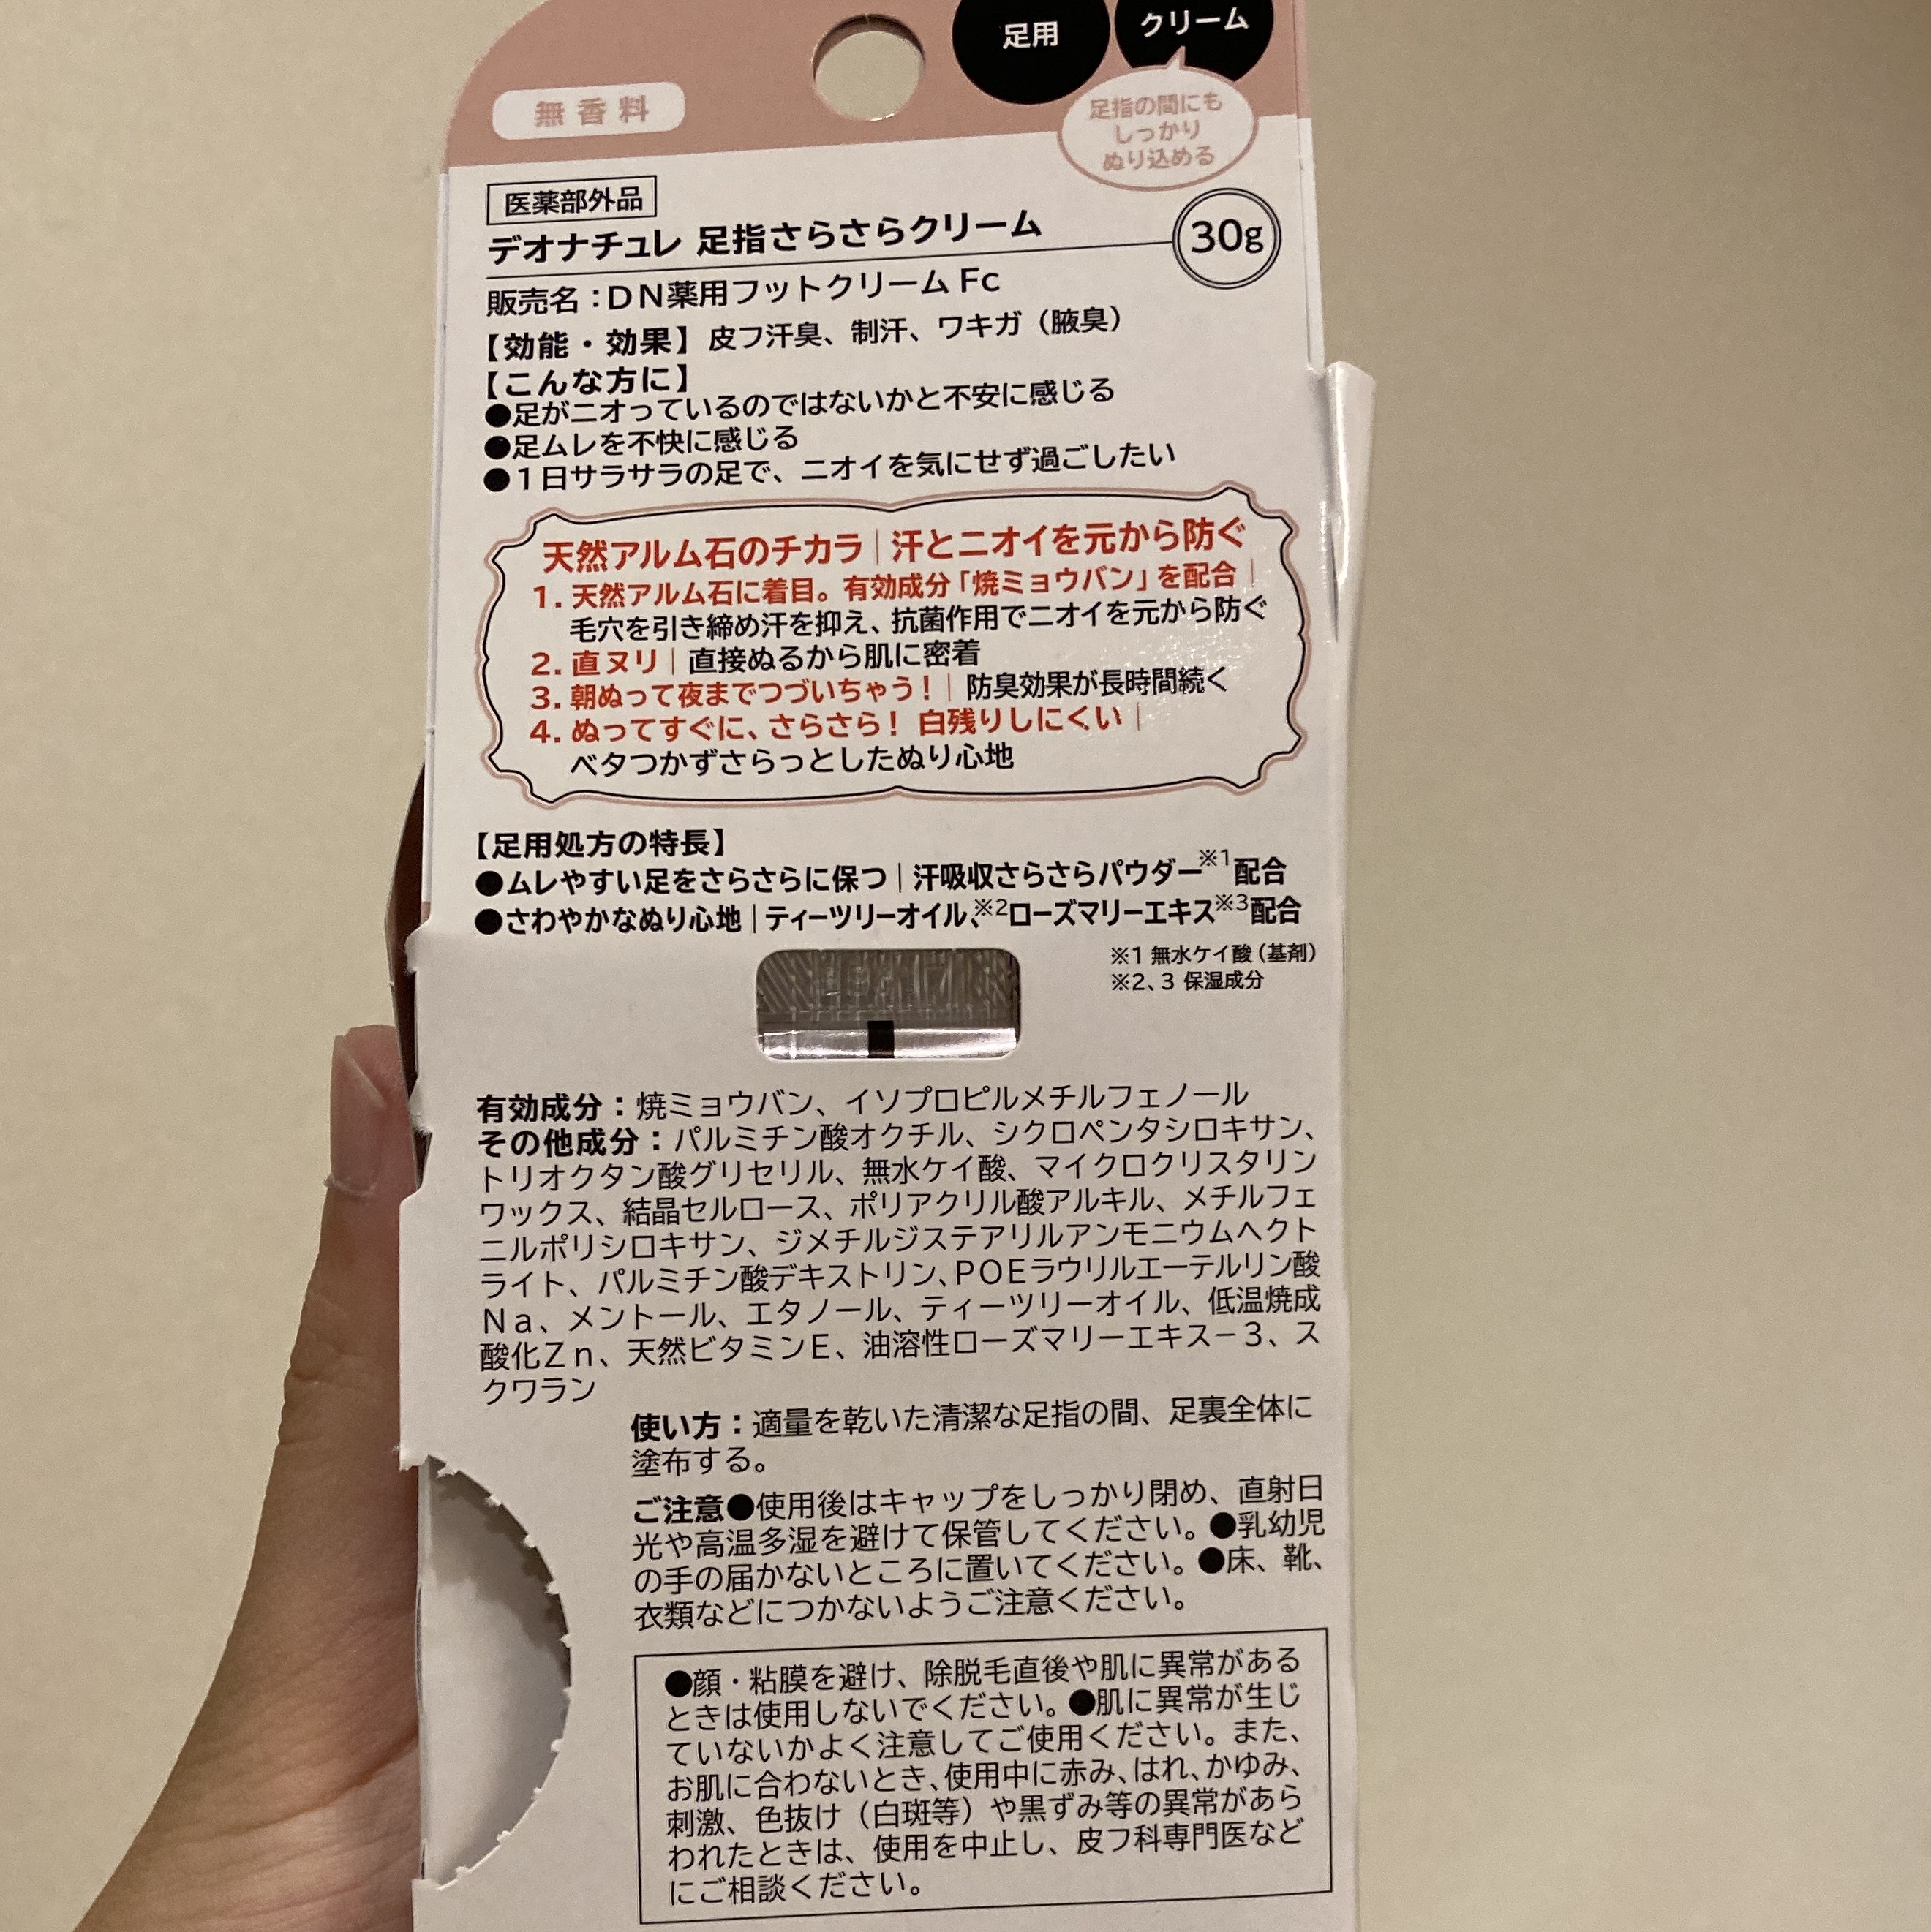 足用
クリーム
無香料
足指の間にも
しっかり
ぬり込める
医薬部外品
デオナチュレ 足指さらさらクリーム
30g
販売名：DN薬用フットクリーム Fc
【効能・効果】皮フ汗臭、制汗、ワキガ（腋臭）
【こんな方に】
●足がニオっているのではないかと不安に感じる
●足ムレを不快に感じる
●1日サラサラの足で、ニオイを気にせず過ごしたい
天然アルム石のチカラ｜汗とニオイを元から防ぐ
1. 天然アルム石に着目。有効成分「焼ミョウバン」を配合｜
毛穴を引き締め汗を抑え、抗菌作用でニオイを元から防ぐ
2. 直ヌリ｜直接ぬるから肌に密着
3. 朝ぬって夜までつづいちゃう！｜防臭効果が長時間続く
4. ぬってすぐに、さらさら！ 白残りしにくい｜
ベタつかずさらっとしたぬり心地
【足用処方の特長】
●ムレやすい足をさらさらに保つ｜汗吸収さらさらパウダー※1配合
●さわやかなぬり心地｜ティーツリーオイル、※2ローズマリーエキス※3配合
※1 無水ケイ酸（基剤）
※2、3 保湿成分
有効成分：焼ミョウバン、イソプロピルメチルフェノール
その他成分：パルミチン酸オクチル、シクロペンタシロキサン、
トリオクタン酸グリセリル、無水ケイ酸、マイクロクリスタリン
ワックス、結晶セルロース、ポリアクリル酸アルキル、メチルフェ
ニルポリシロキサン、ジメチルジステアリルアンモニウムヘクト
ライト、パルミチン酸デキストリン、POEラウリルエーテルリン酸
Na、メントール、エタノール、ティーツリーオイル、低温焼成
酸化Zn、天然ビタミンE、油溶性ローズマリーエキス−3、ス
クワラン
使い方：適量を乾いた清潔な足指の間、足裏全体に
塗布する。
ご注意●使用後はキャップをしっかり閉め、直射日
光や高温多湿を避けて保管してください。●乳幼児
の手の届かないところに置いてください。●床、靴、
衣類などにつかないようご注意ください。
●顔・粘膜を避け、除脱毛直後や肌に異常がある
ときは使用しないでください。●肌に異常が生じ
ていないかよく注意してご使用ください。また、
お肌に合わないとき、使用中に赤み、はれ、かゆみ、
刺激、色抜け（白斑等）や黒ずみ等の異常があら
われたときは、使用を中止し、皮フ科専門医など
にご相談ください。